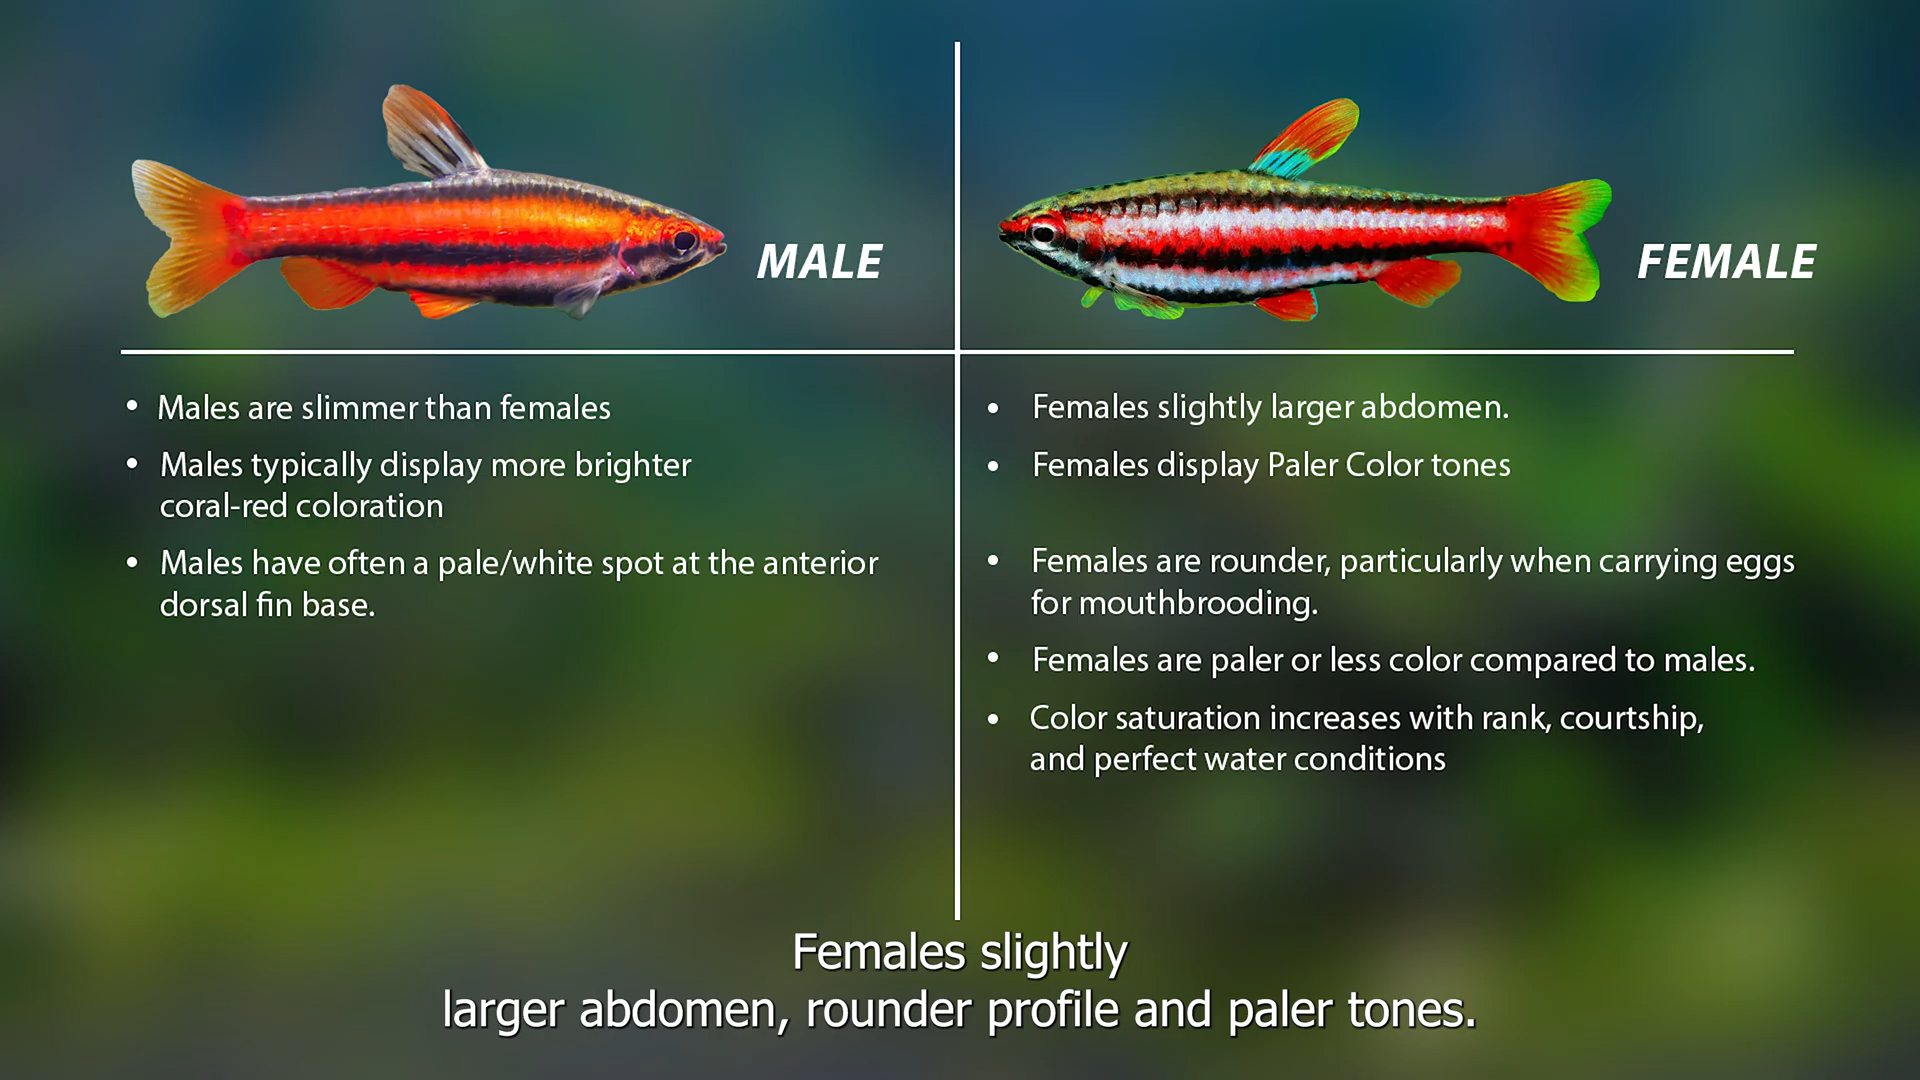 MALE
• Males are slimmer than females
• Males typically display more brighter
coral-red coloration
• Males have often a pale/white spot at the anterior
dorsal fin base.
FEMALE
• Females slightly larger abdomen.
• Females display Paler Color tones
• Females are rounder, particularly when carrying eggs
for mouthbrooding.
• Females are paler or less color compared to males.
• Color saturation increases with rank, courtship,
and perfect water conditions
Females slightly
larger abdomen, rounder profile and paler tones.